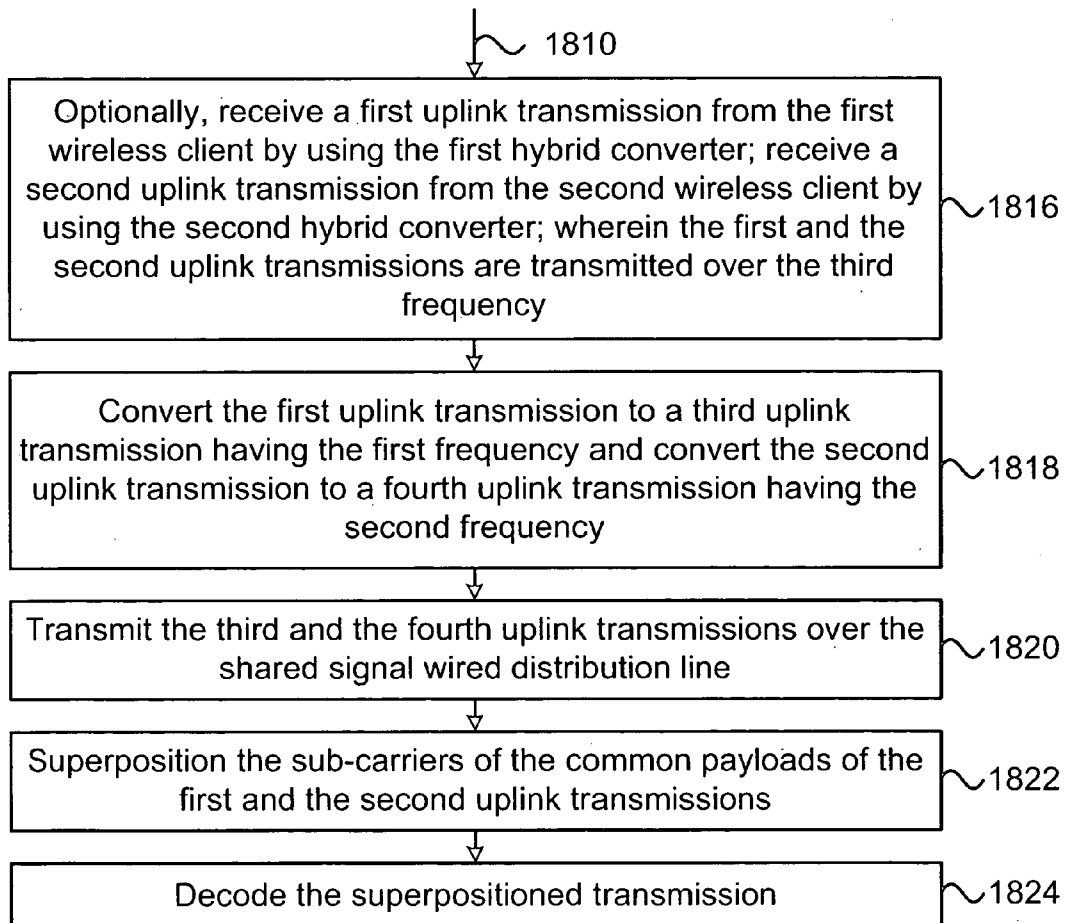 1810
Optionally, receive a first uplink transmission from the first
wireless client by using the first hybrid converter; receive a
second uplink transmission from the second wireless client by
using the second hybrid converter; wherein the first and the
second uplink transmissions are transmitted over the third
frequency
1816
Convert the first uplink transmission to a third uplink
transmission having the first frequency and convert the second
uplink transmission to a fourth uplink transmission having the
second frequency
1818
Transmit the third and the fourth uplink transmissions over the
shared signal wired distribution line
1820
Superposition the sub-carriers of the common payloads of the
first and the second uplink transmissions
1822
Decode the superpositioned transmission
1824